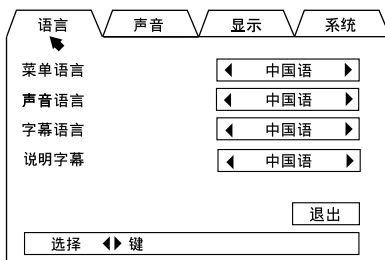 语言 声音 显示 系统
菜单语言 中国语
声音语言 中国语
字幕语言 中国语
说明字幕 中国语
退出
选择 ◀▶ 键